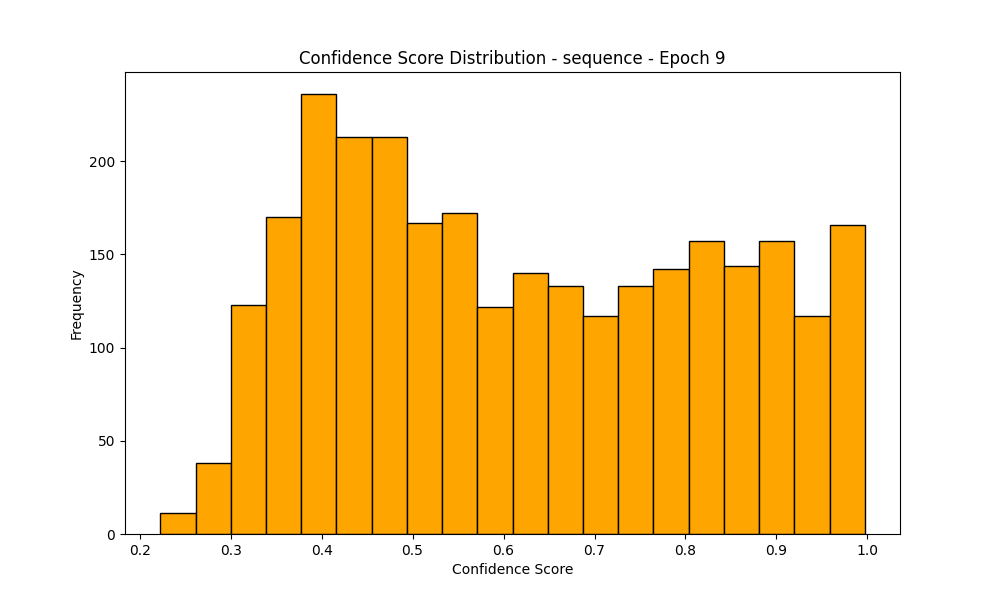 Confidence Score Distribution - sequence - Epoch 9
Frequency
200
150
100
50
0
0.2 0.3 0.4 0.5 0.6 0.7 0.8 0.9 1.0
Confidence Score